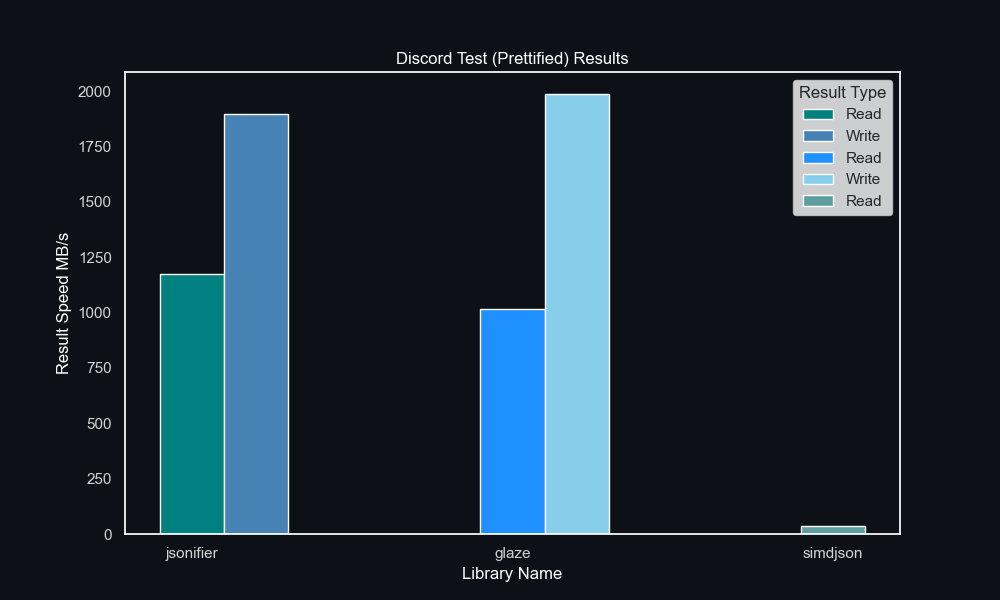 Discord Test (Prettified) Results
Result Type
Read
Write
Read
Write
Read
Result Speed MB/s
2000
1750
1500
1250
1000
750
500
250
0
jsonifier
glaze
simdjson
Library Name